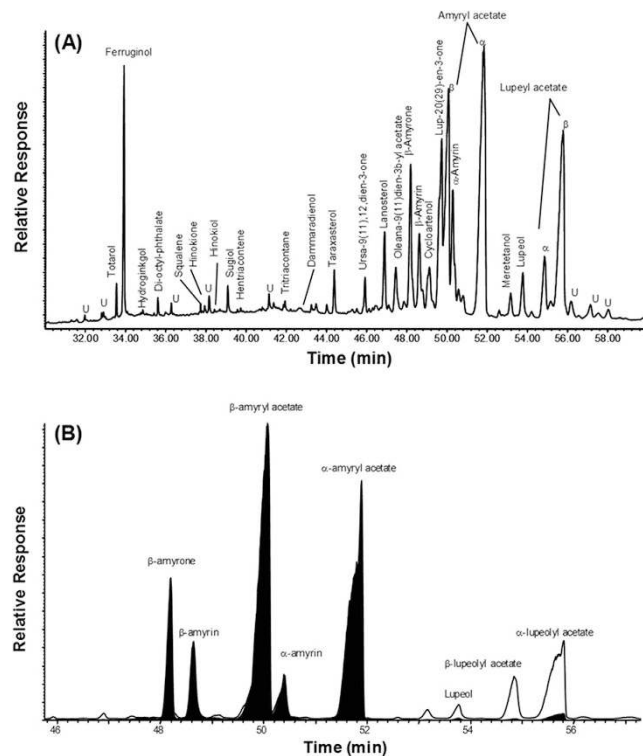 (A)
Relative Response
Ferruginol
Amyryl acetate
α
Lupeyl acetate
β
Lup-20(29)-en-3-one
β
U
U
Totarol
Hydroginkgol
Di-octyl-phthalate
U
Squalene
Hinokione
U
Hinokiol
Sugiol
Hentriacontene
U
Tritriacontane
Dammaradienol
Taraxasterol
Ursa-9(11),12,dien-3-one
Lanosterol
Oleana-9(11)dien-3b-yl acetate
β-Amyrone
β-Amyrin
Cycloartenol
α-Amyrin
Meretetanol
Lupeol
α
U
U
U
32.00 34.00 36.00 38.00 40.00 42.00 44.00 46.00 48.00 50.00 52.00 54.00 56.00 58.00
Time (min)
(B)
Relative Response
β-amyryl acetate
α-amyryl acetate
β-amyrone
β-amyrin
α-amyrin
α-lupeolyl acetate
β-lupeolyl acetate
Lupeol
46 48 50 52 54 56
Time (min)